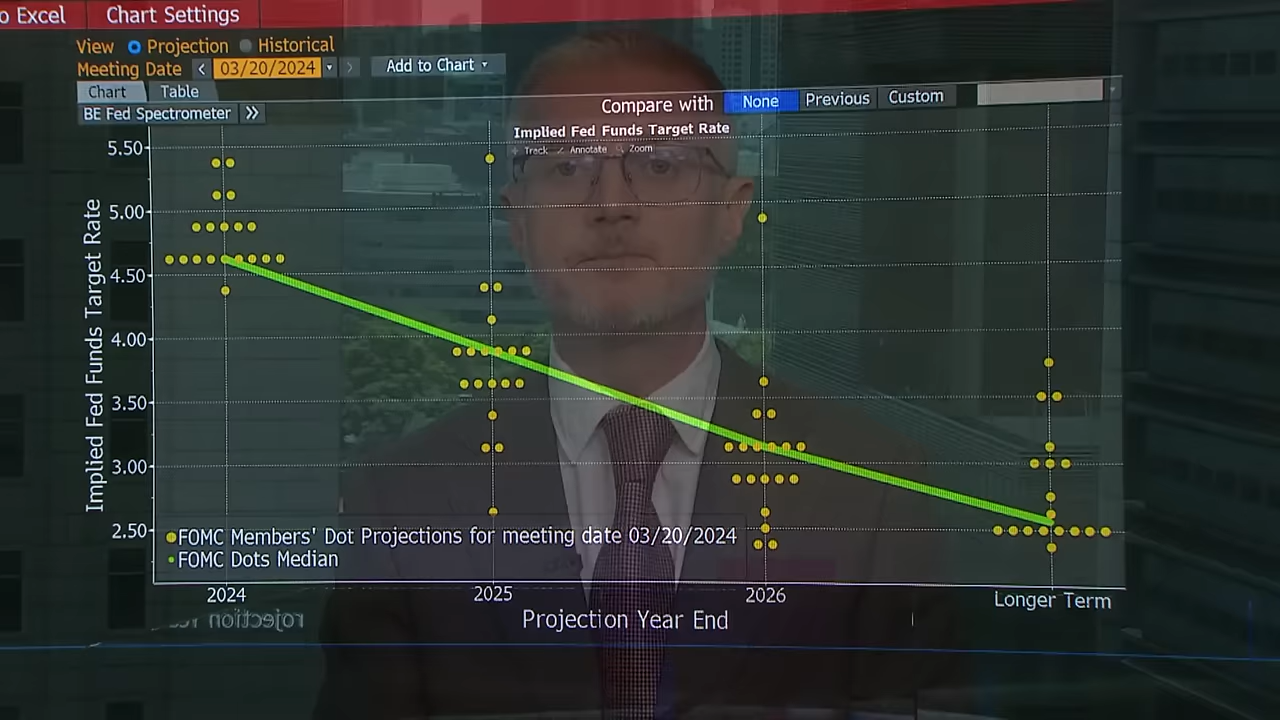 o Excel Chart Settings
View Projection Historical
Meeting Date < 03/20/2024 > Add to Chart
Chart Table
Compare with None Previous Custom
BE Fed Spectrometer >>
Implied Fed Funds Target Rate
Track Annotate Zoom
5.50
5.00
4.50
4.00
3.50
3.00
2.50
Implied Fed Funds Target Rate
FOMC Members' Dot Projections for meeting date 03/20/2024
FOMC Dots Median
2024 2025 2026 Longer Term
Projection Year End